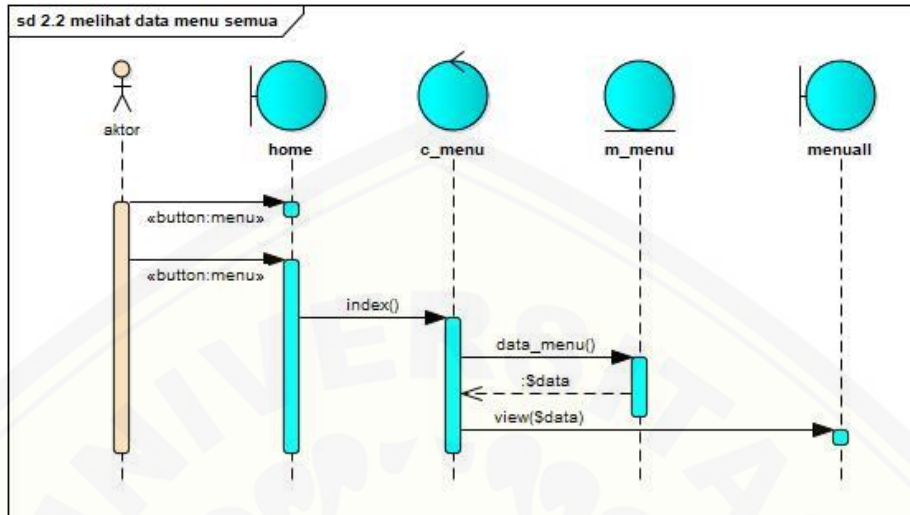 sd 2.2 melihat data menu semua
aktor
home
c_menu
m_menu
menuall
«button:menu»
«button:menu»
index()
data_menu()
:$data
view($data)